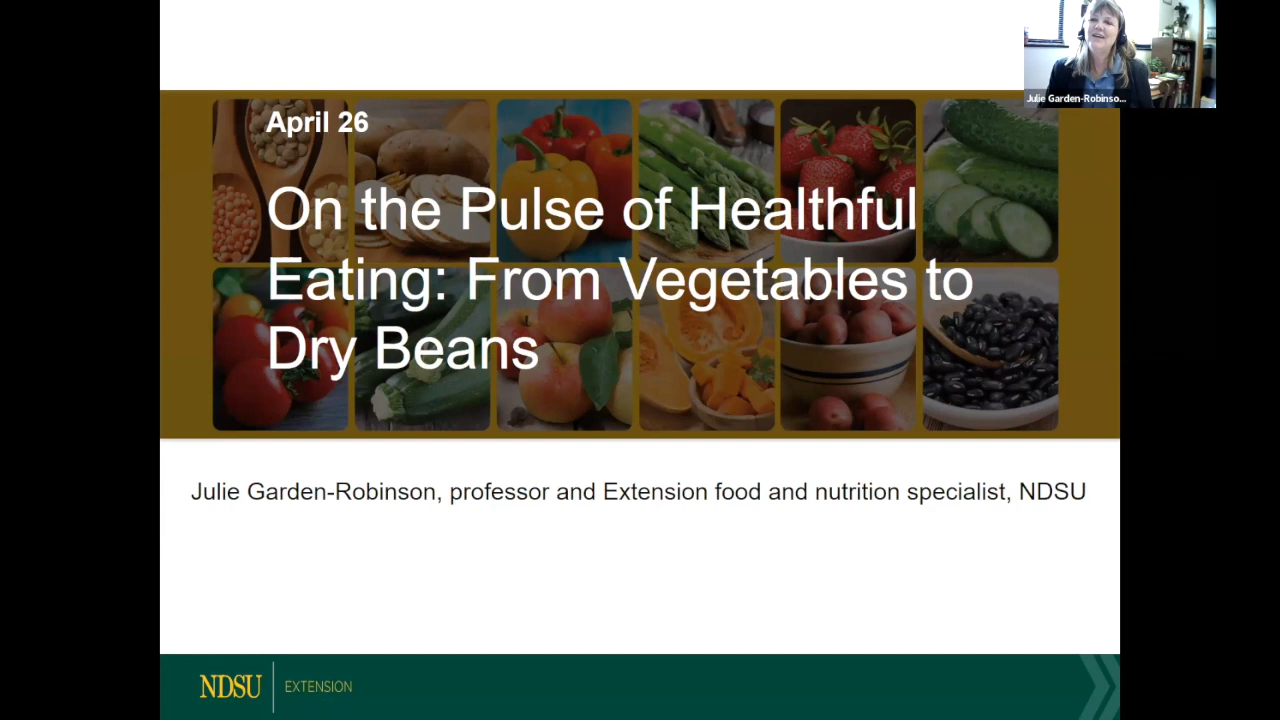 Julie Garden-Robinso...
April 26
On the Pulse of Healthful
Eating: From Vegetables to
Dry Beans
Julie Garden-Robinson, professor and Extension food and nutrition specialist, NDSU
NDSU
EXTENSION